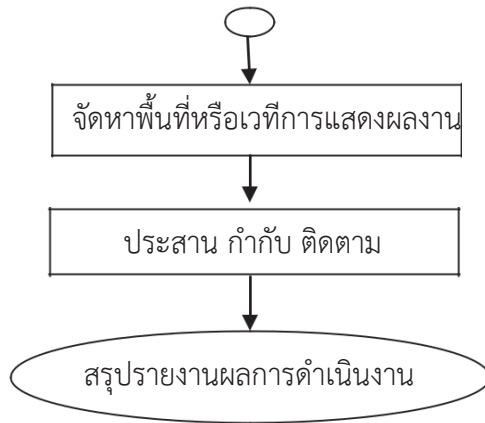 จัดหาพื้นที่หรือเวทีการแสดงผลงาน
ประสาน กำกับ ติดตาม
สรุปรายงานผลการดำเนินงาน